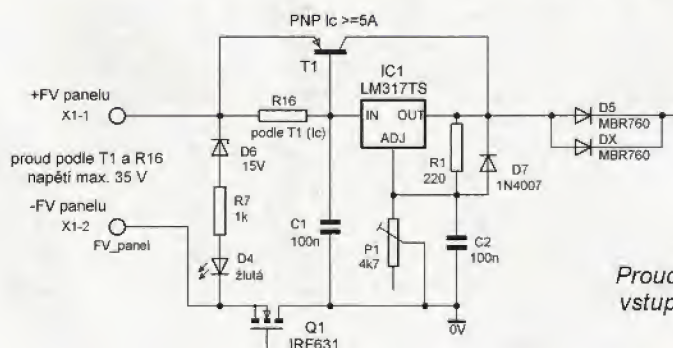 PNP Ic >=5A
T1
IC1
LM317TS
+FV panelu
X1-1
R16
podle T1 (Ic)
IN
OUT
ADJ
D5
MBR760
DX
MBR760
D6
15V
proud podle T1 a R16
napětí max. 35 V
R1
220
D7
1N4007
-FV panelu
X1-2
FV_panel
R7
1k
C1
100n
P1
4k7
C2
100n
D4
žlutá
Q1
IRF631
0V
Proud
vstup